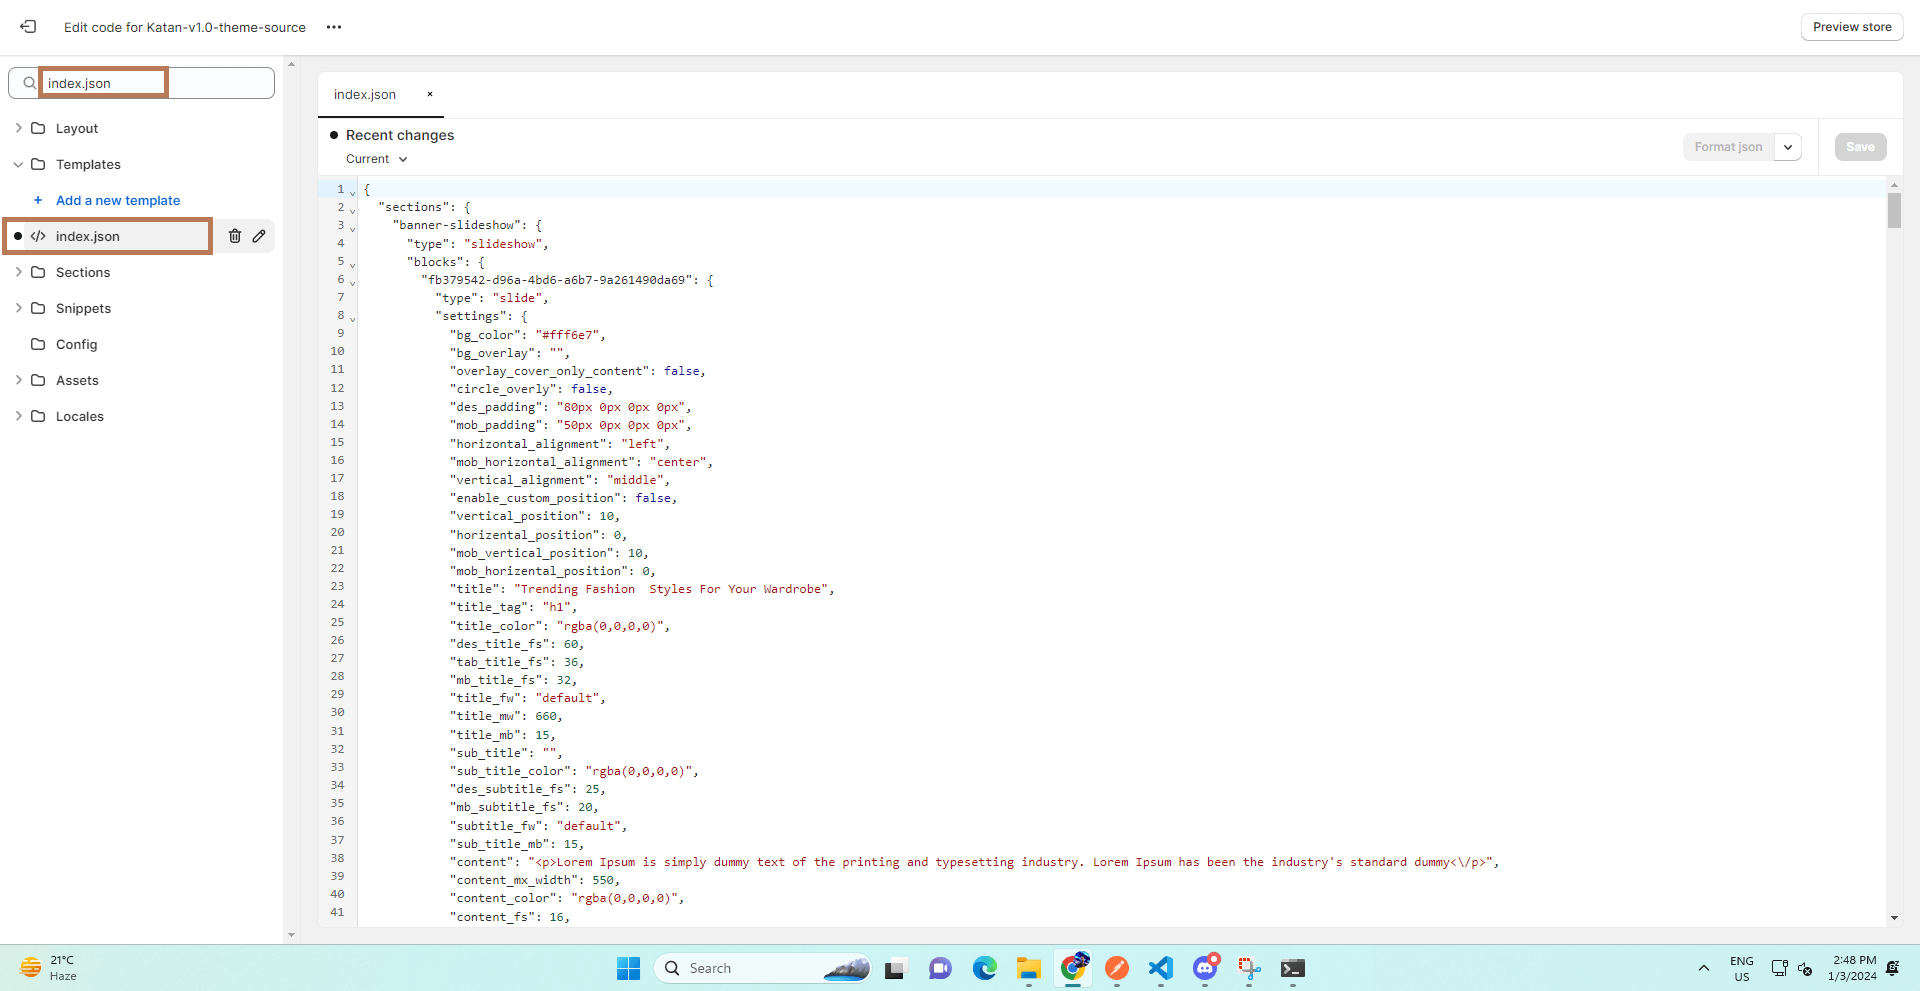 Edit code for Katan-v1.0-theme-source
Preview store
index.json
Layout
Templates
+ Add a new template
</> index.json
Sections
Snippets
Config
Assets
Locales
index.json ×
Recent changes
Current
Format json
Save
1 {
2 "sections": {
3 "banner-slideshow": {
4 "type": "slideshow",
5 "blocks": {
6 "fb379542-d96a-4bd6-a6b7-9a261490da69": {
7 "type": "slide",
8 "settings": {
9 "bg_color": "#fff6e7",
10 "bg_overlay": "",
11 "overlay_cover_only_content": false,
12 "circle_overly": false,
13 "des_padding": "80px 0px 0px 0px",
14 "mob_padding": "50px 0px 0px 0px",
15 "horizontal_alignment": "left",
16 "mob_horizontal_alignment": "center",
17 "vertical_alignment": "middle",
18 "enable_custom_position": false,
19 "vertical_position": 10,
20 "horizental_position": 0,
21 "mob_vertical_position": 10,
22 "mob_horizental_position": 0,
23 "title": "Trending Fashion  Styles For Your Wardrobe",
24 "title_tag": "h1",
25 "title_color": "rgba(0,0,0,0)",
26 "des_title_fs": 60,
27 "tab_title_fs": 36,
28 "mb_title_fs": 32,
29 "title_fw": "default",
30 "title_mw": 660,
31 "title_mb": 15,
32 "sub_title": "",
33 "sub_title_color": "rgba(0,0,0,0)",
34 "des_subtitle_fs": 25,
35 "mb_subtitle_fs": 20,
36 "subtitle_fw": "default",
37 "sub_title_mb": 15,
38 "content": "<p>Lorem Ipsum is simply dummy text of the printing and typesetting industry. Lorem Ipsum has been the industry's standard dummy<\/p>",
39 "content_mx_width": 550,
40 "content_color": "rgba(0,0,0,0)",
41 "content_fs": 16,
21°C
Haze
Search
ENG
US
2:48 PM
1/3/2024